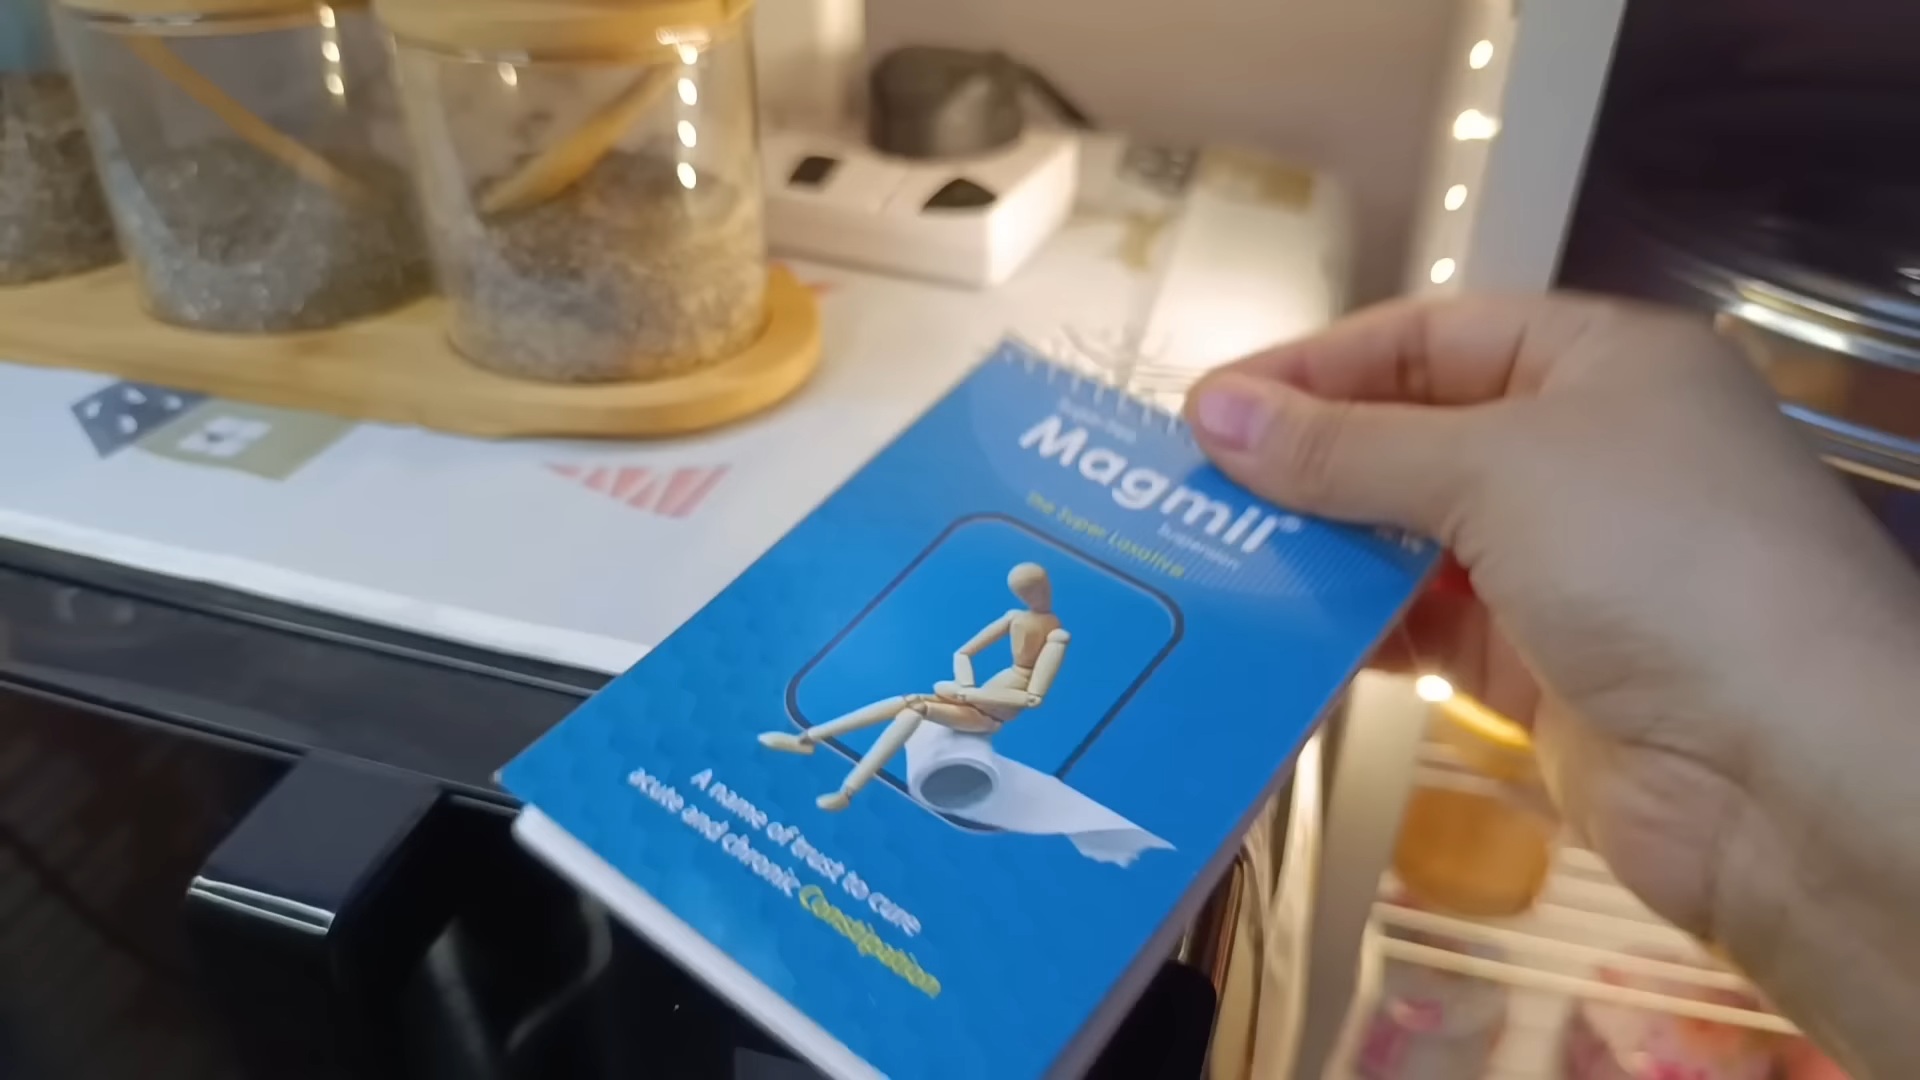 Magmil®
Suspension
The Super Laxative
A name of trust to cure
acute and chronic Constipation